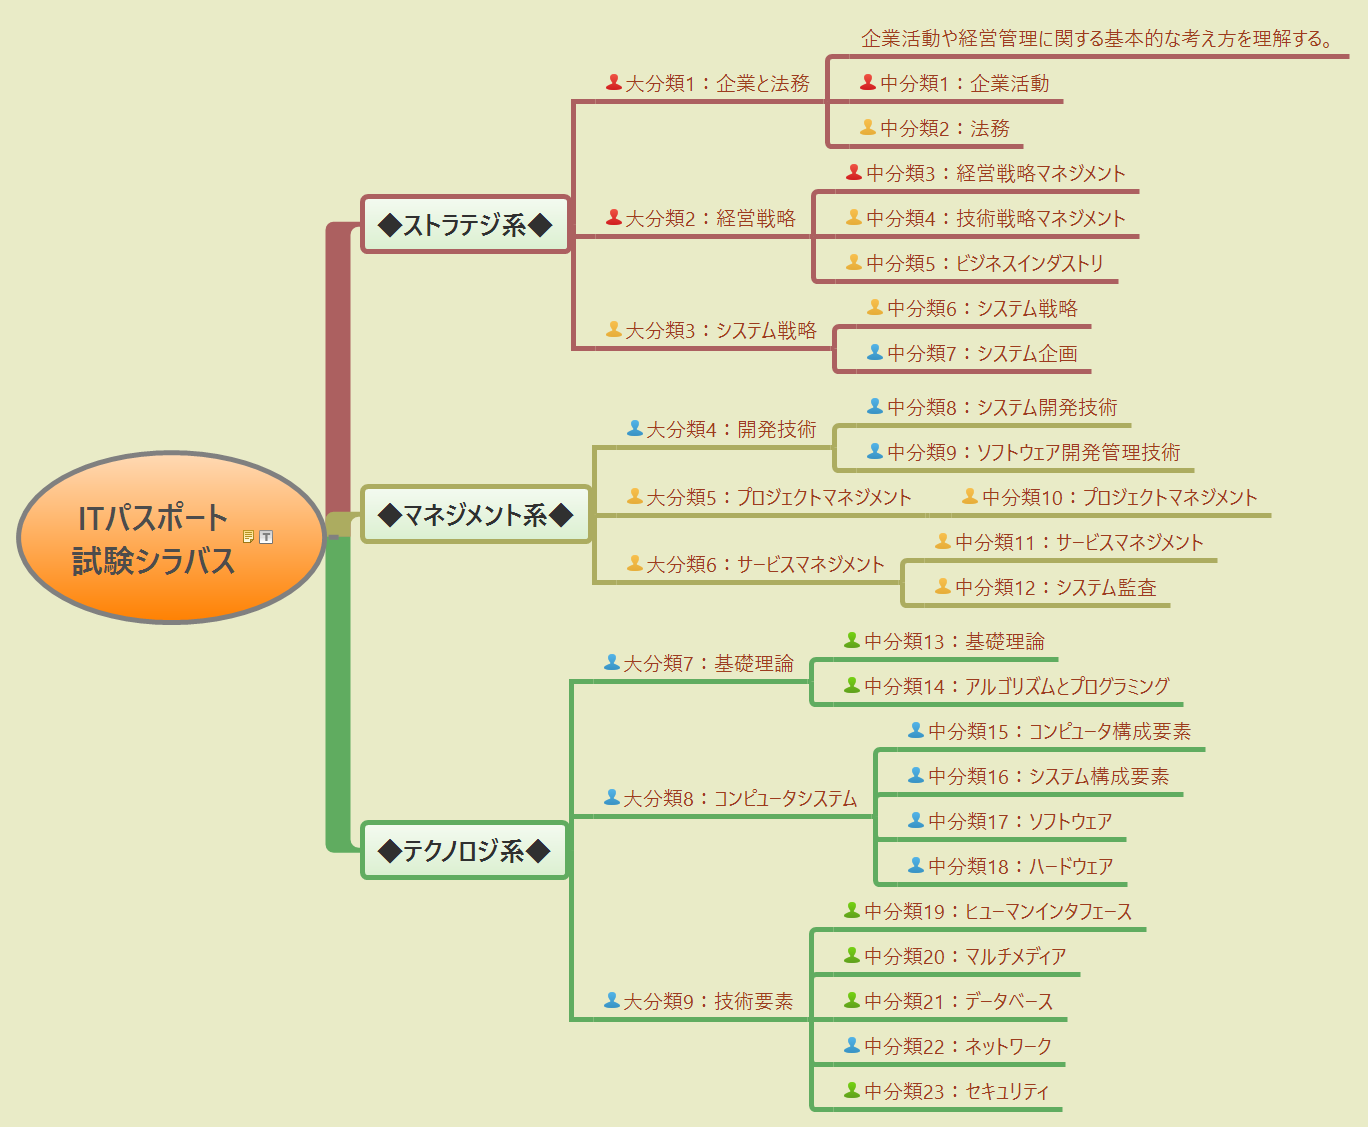 ITパスポート
試験シラバス
◆ストラテジ系◆
大分類1：企業と法務
企業活動や経営管理に関する基本的な考え方を理解する。
中分類1：企業活動
中分類2：法務
大分類2：経営戦略
中分類3：経営戦略マネジメント
中分類4：技術戦略マネジメント
中分類5：ビジネスインダストリ
大分類3：システム戦略
中分類6：システム戦略
中分類7：システム企画
◆マネジメント系◆
大分類4：開発技術
中分類8：システム開発技術
中分類9：ソフトウェア開発管理技術
大分類5：プロジェクトマネジメント
中分類10：プロジェクトマネジメント
大分類6：サービスマネジメント
中分類11：サービスマネジメント
中分類12：システム監査
◆テクノロジ系◆
大分類7：基礎理論
中分類13：基礎理論
中分類14：アルゴリズムとプログラミング
大分類8：コンピュータシステム
中分類15：コンピュータ構成要素
中分類16：システム構成要素
中分類17：ソフトウェア
中分類18：ハードウェア
大分類9：技術要素
中分類19：ヒューマンインタフェース
中分類20：マルチメディア
中分類21：データベース
中分類22：ネットワーク
中分類23：セキュリティ